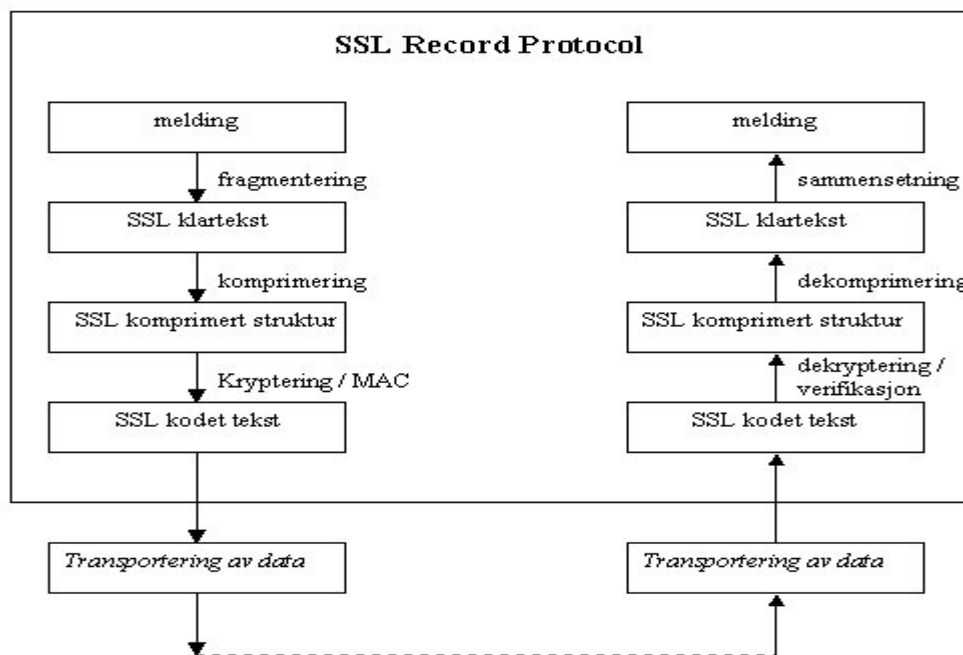 SSL Record Protocol
melding
fragmentering
SSL klartekst
komprimering
SSL komprimert struktur
Kryptering / MAC
SSL kodet tekst
Transportering av data
melding
sammensetning
SSL klartekst
dekomprimering
SSL komprimert struktur
dekryptering /
verifikasjon
SSL kodet tekst
Transportering av data